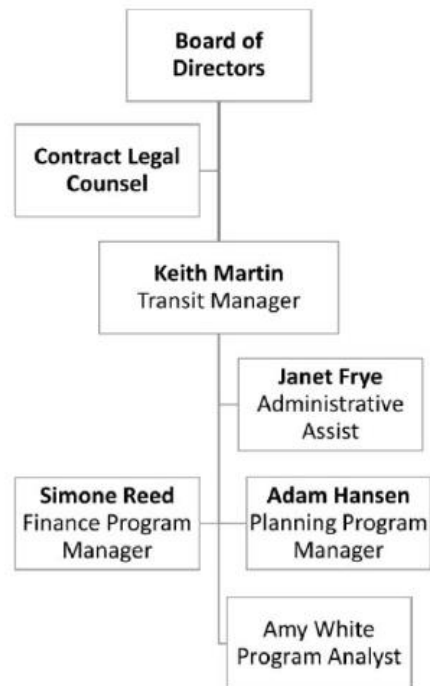 Board of
Directors
Contract Legal
Counsel
Keith Martin
Transit Manager
Janet Frye
Administrative
Assist
Simone Reed
Finance Program
Manager
Adam Hansen
Planning Program
Manager
Amy White
Program Analyst